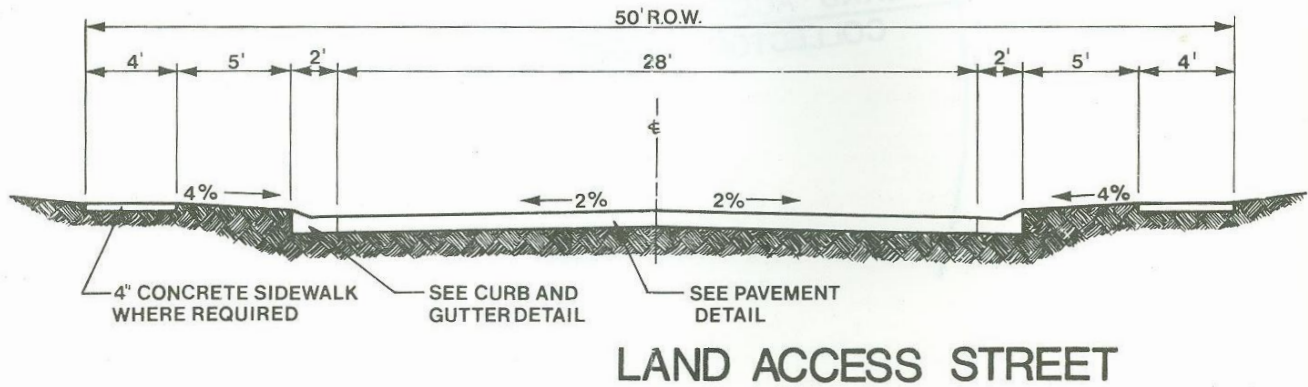 50' R.O.W.
4' 5' 2' 28' 2' 5' 4'
℄
4% 2% 2% 4%
4" CONCRETE SIDEWALK
WHERE REQUIRED
SEE CURB AND
GUTTER DETAIL
SEE PAVEMENT
DETAIL
LAND ACCESS STREET